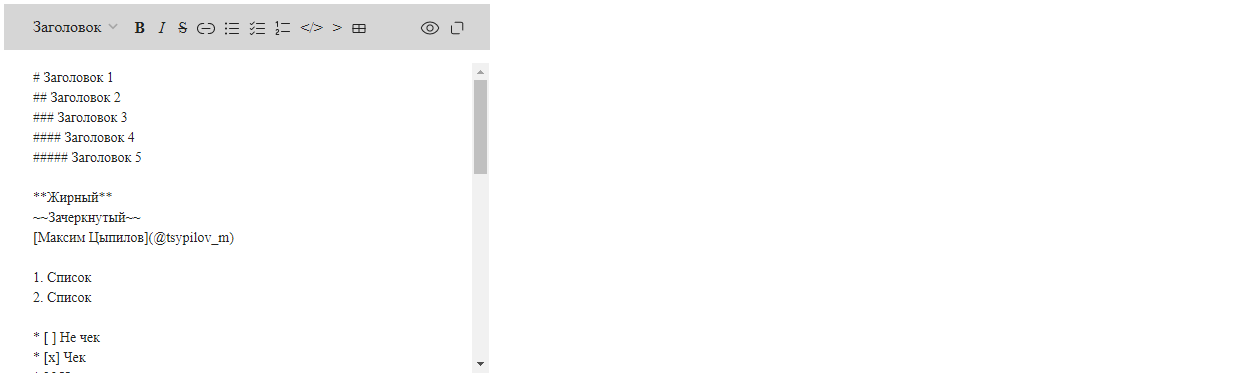 Заголовок B I S </> >
# Заголовок 1
## Заголовок 2
### Заголовок 3
#### Заголовок 4
##### Заголовок 5
**Жирный**
~~Зачеркнутый~~
[Максим Цыпилов](@tsypilov_m)
1. Список
2. Список
* [ ] Не чек
* [x] Чек